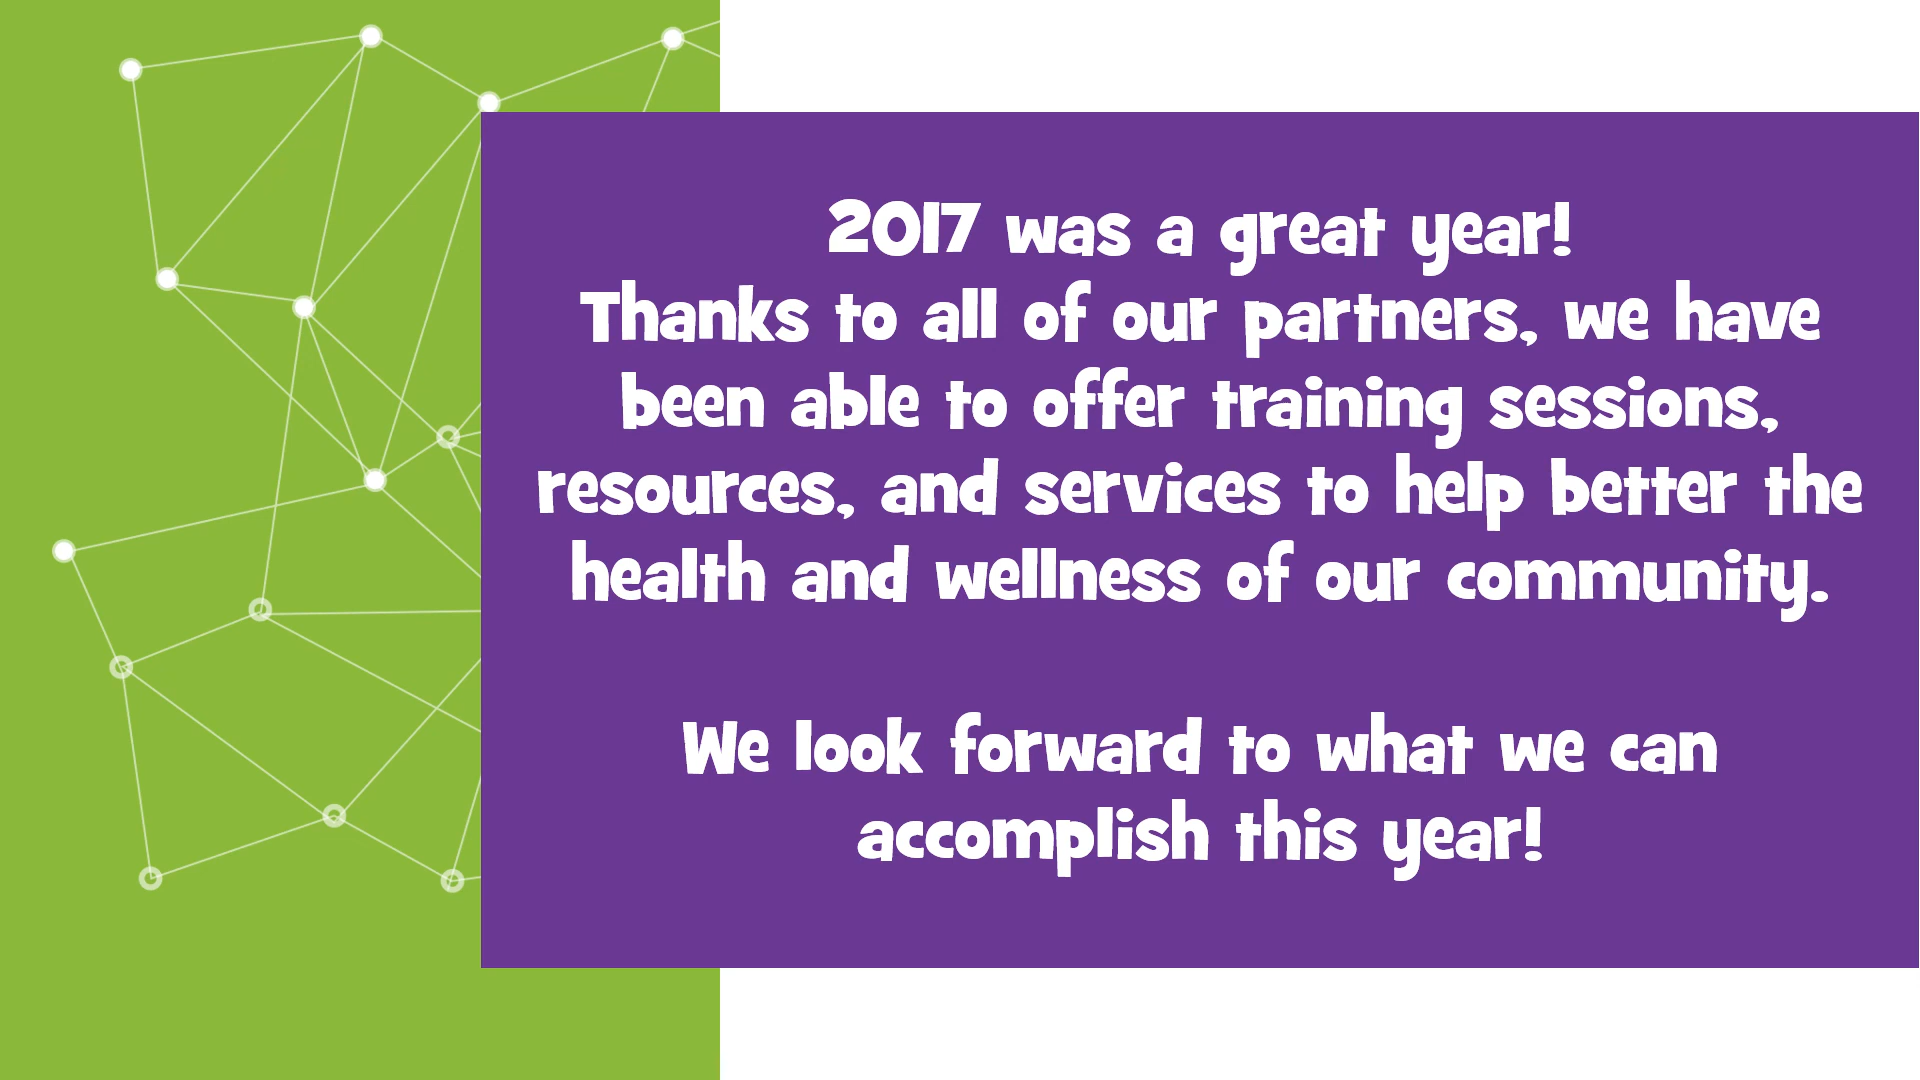 2017 was a great year!
Thanks to all of our partners, we have
been able to offer training sessions,
resources, and services to help better the
health and wellness of our community.
We look forward to what we can
accomplish this year!